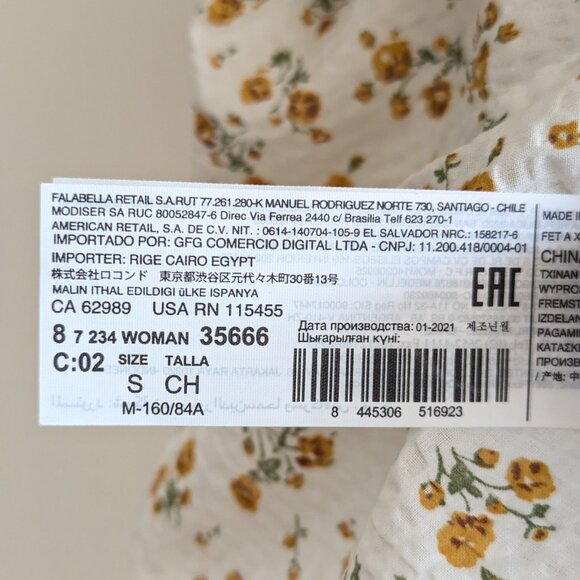 FALABELLA RETAIL S.A.RUT 77.261.280-K MANUEL RODRIGUEZ NORTE 730, SANTIAGO - CHILE
MODISER SA RUC 80052847-6 Direc Via Ferrea 2440 c/ Brasilia Telf 623 270-1
AMERICAN RETAIL, S.A DE C.V. NIT. : 0614-140704-105-9 EL SALVADOR NRC.: 158217-6
IMPORTADO POR: GFG COMERCIO DIGITAL LTDA - CNPJ: 11.200.418/0004-01
IMPORTER: RIGE CAIRO EGYPT
株式会社ロコンド 東京都渋谷区元代々木町30番13号
MALIN ITHAL EDILDIGI üLKE ISPANYA
CA 62989 USA RN 115455
EAC
8 7 234 WOMAN 35666
Дата производства: 01-2021 제조년월
Шығарылған күні:
C:02 SIZE TALLA
S CH
M-160/84A
8 445306 516923
MADE IN
FET A X
CHINA
TXINAN
WYPRO
FREMST
IZDELAN
PAGAMI
ΚΑΤΑΣΚ
ПРОИЗВ
/ 产地: 中